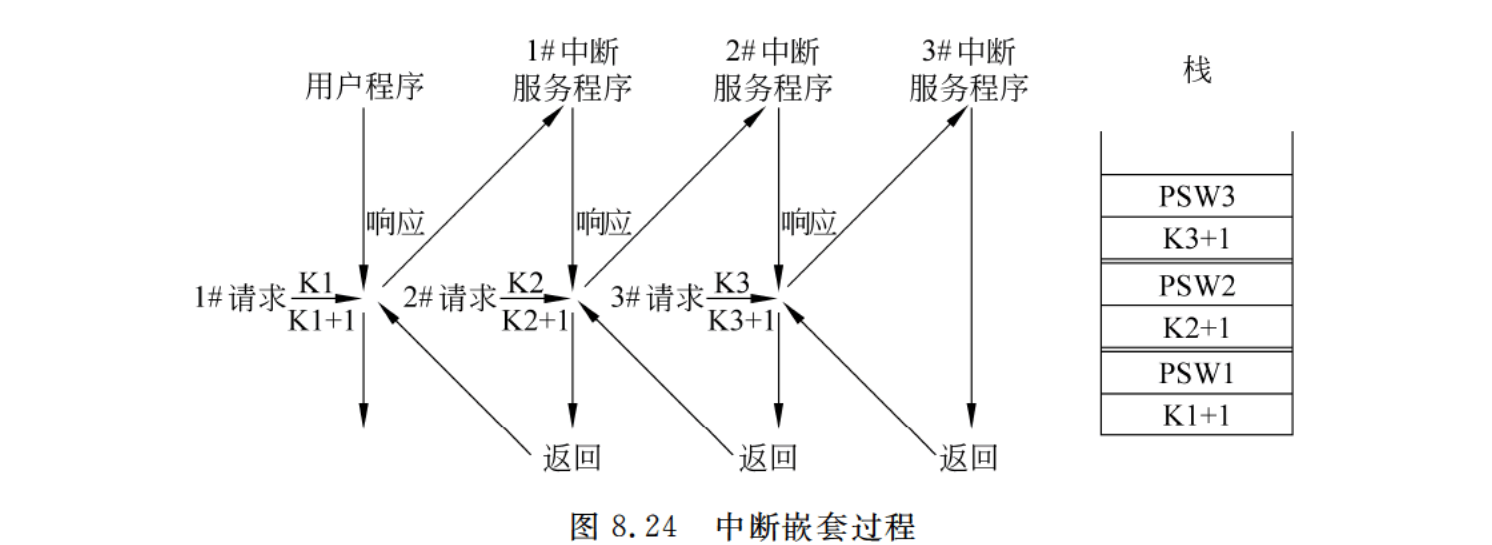 用户程序
1#中断
服务程序
2#中断
服务程序
3#中断
服务程序
栈
响应
响应
响应
1#请求
K1
K1+1
2#请求
K2
K2+1
3#请求
K3
K3+1
返回
返回
返回
PSW3
K3+1
PSW2
K2+1
PSW1
K1+1
图 8.24 中断嵌套过程